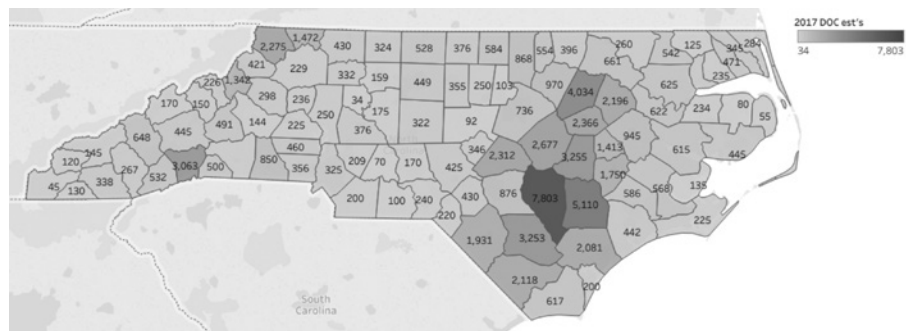 2017 DOC est's
34 7,803
1,472
2,275 430 324 528 376 584 868 554 396 260 542 125 345 284
421 229 661 471
1,342 332 159 449 355 250 103 970 4,034 625 235
226 298 236 34 2,196 622 234 80 55
170 150 250 175 736 2,366
491 144 225 376 322 92 945
648 445 460 346 2,677 3,255 1,413 615 445
145 3,063 500 850 356 325 209 70 170 425 2,312 1,750
120 267 532 586 568 135
45 130 338 200 100 240 430 876 7,803 5,110
220 442 225
1,931 3,253 2,081
2,118 200
617
South
Carolina